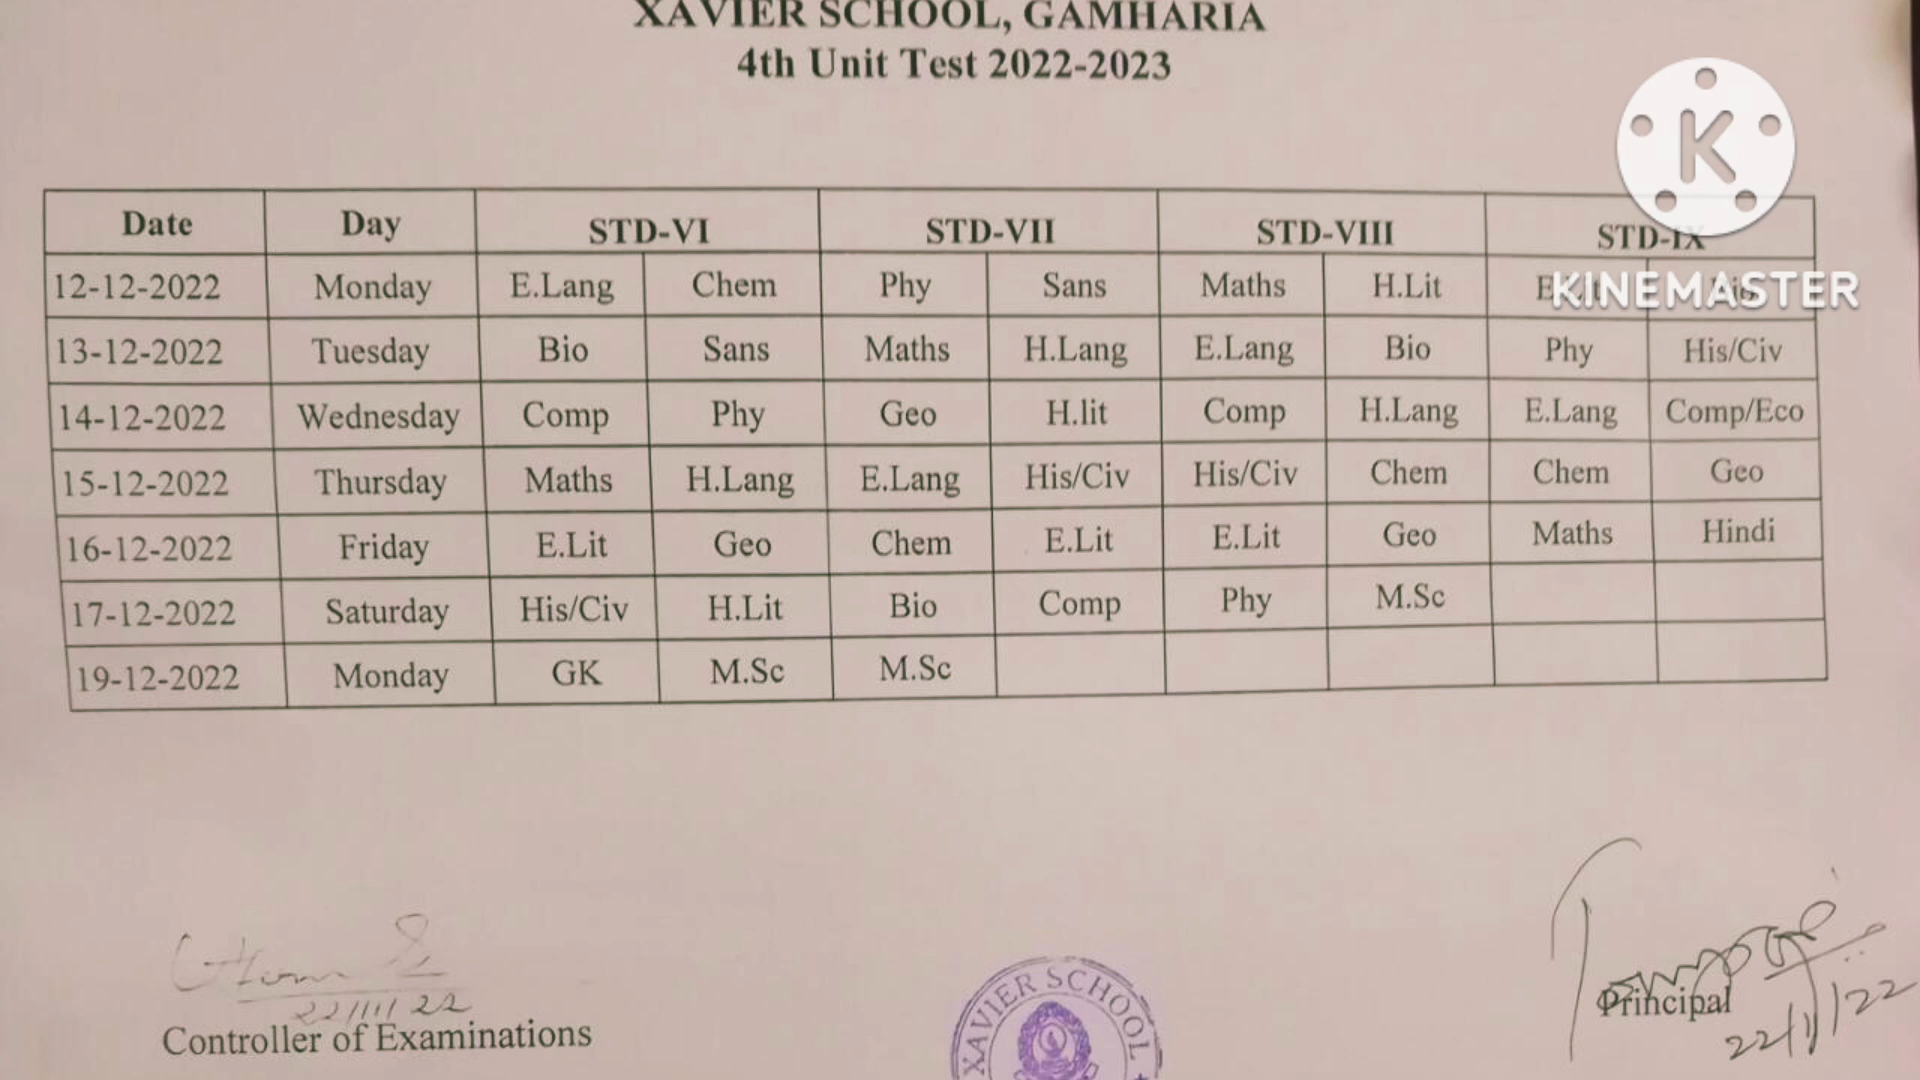 XAVIER SCHOOL, GAMHARIA
4th Unit Test 2022-2023
Date Day STD-VI STD-VII STD-VIII STD-IX
12-12-2022 Monday E.Lang Chem Phy Sans Maths H.Lit
KINEMASTER
13-12-2022 Tuesday Bio Sans Maths H.Lang E.Lang Bio Phy His/Civ
14-12-2022 Wednesday Comp Phy Geo H.lit Comp H.Lang E.Lang Comp/Eco
15-12-2022 Thursday Maths H.Lang E.Lang His/Civ His/Civ Chem Chem Geo
16-12-2022 Friday E.Lit Geo Chem E.Lit E.Lit Geo Maths Hindi
17-12-2022 Saturday His/Civ H.Lit Bio Comp Phy M.Sc
19-12-2022 Monday GK M.Sc M.Sc
22/11/22
Controller of Examinations
XAVIER SCHOOL
Principal
22/11/22